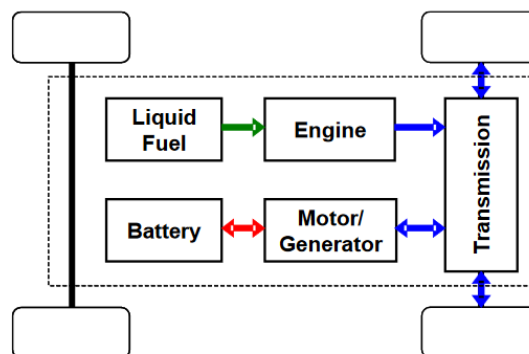 Liquid
Fuel
Engine
Battery
Motor/
Generator
Transmission